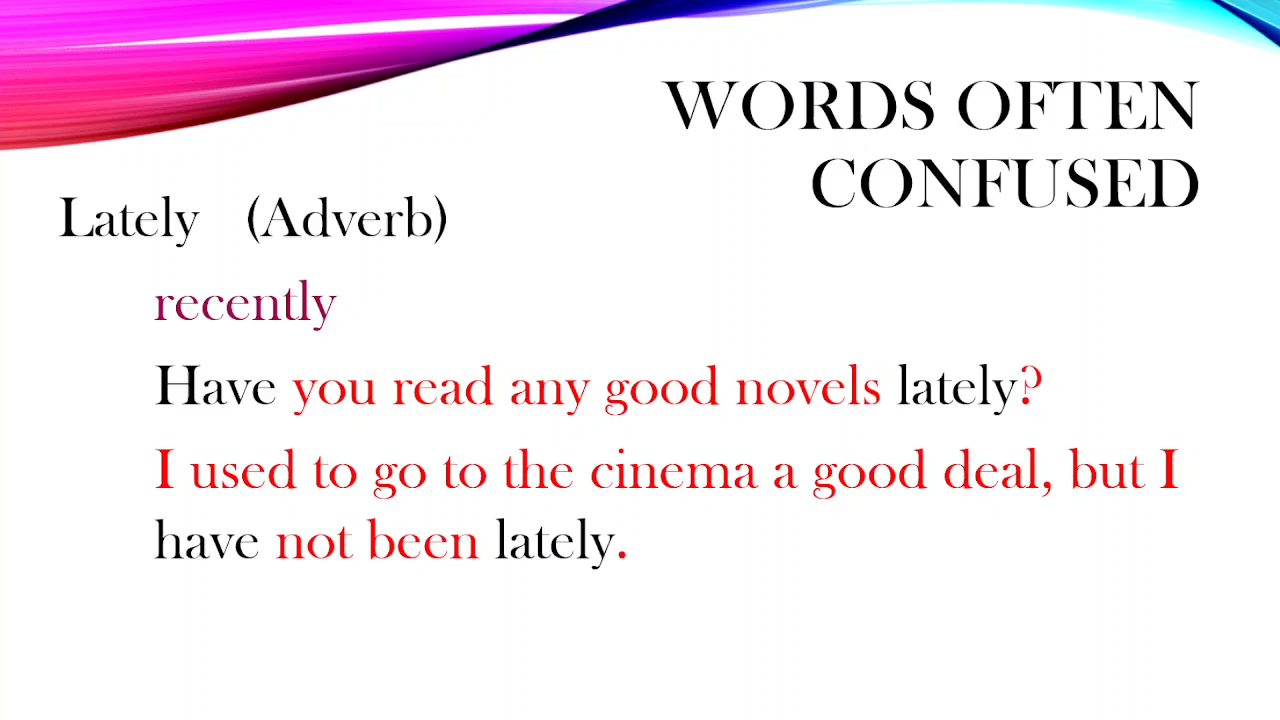 WORDS OFTEN
CONFUSED
Lately (Adverb)
recently
Have you read any good novels lately?
I used to go to the cinema a good deal, but I
have not been lately.